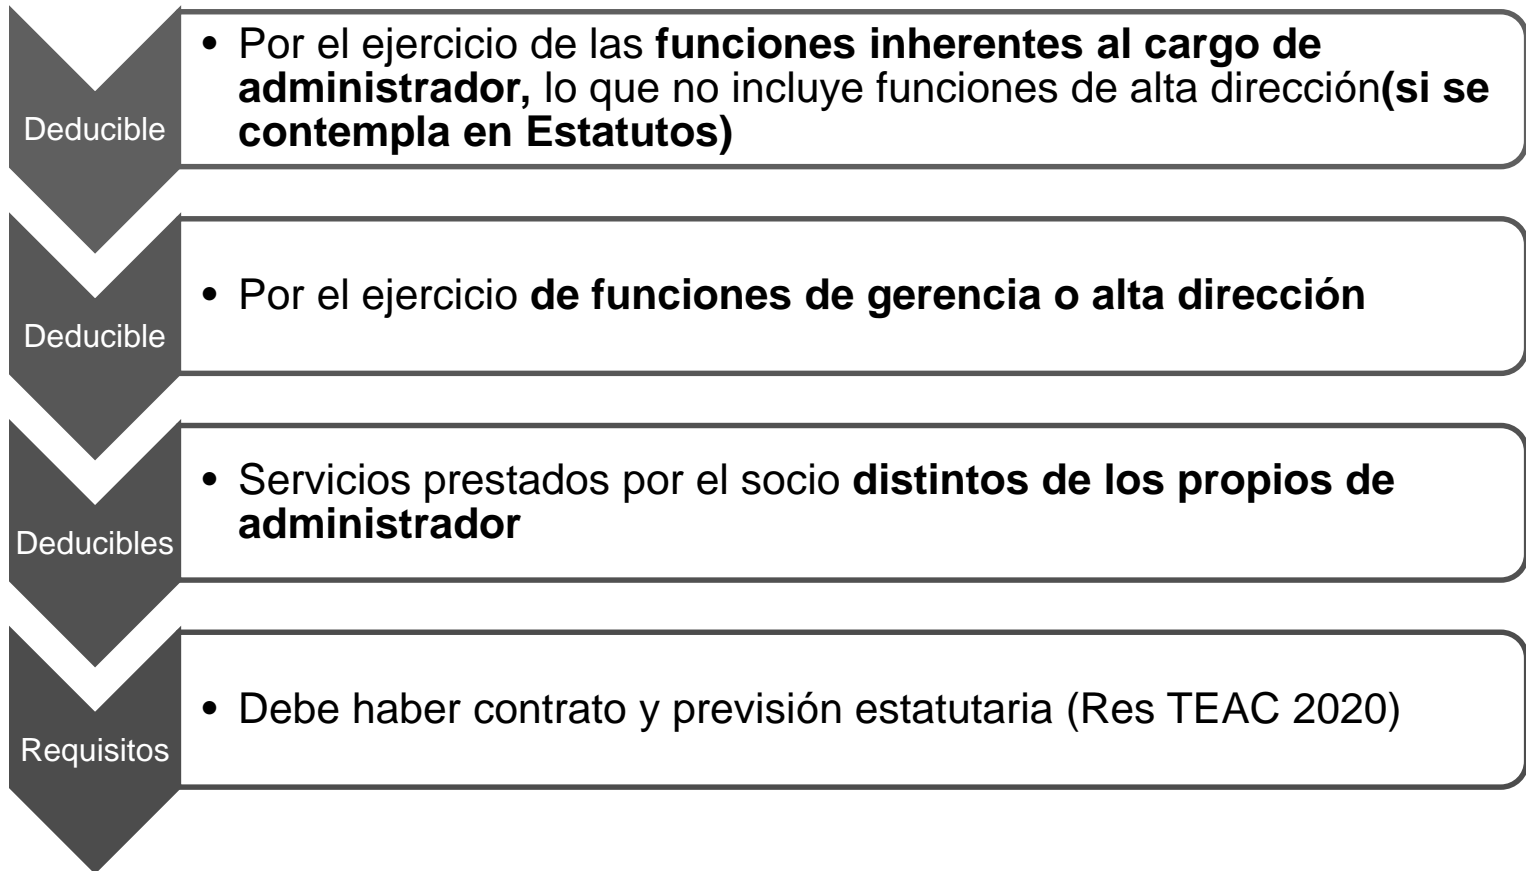 Deducible
• Por el ejercicio de las funciones inherentes al cargo de
administrador, lo que no incluye funciones de alta dirección(si se
contempla en Estatutos)
Deducible
• Por el ejercicio de funciones de gerencia o alta dirección
Deducibles
• Servicios prestados por el socio distintos de los propios de
administrador
Requisitos
• Debe haber contrato y previsión estatutaria (Res TEAC 2020)